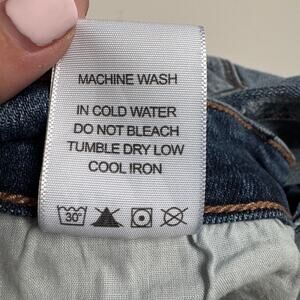 MACHINE WASH
IN COLD WATER
DO NOT BLEACH
TUMBLE DRY LOW
COOL IRON
30°